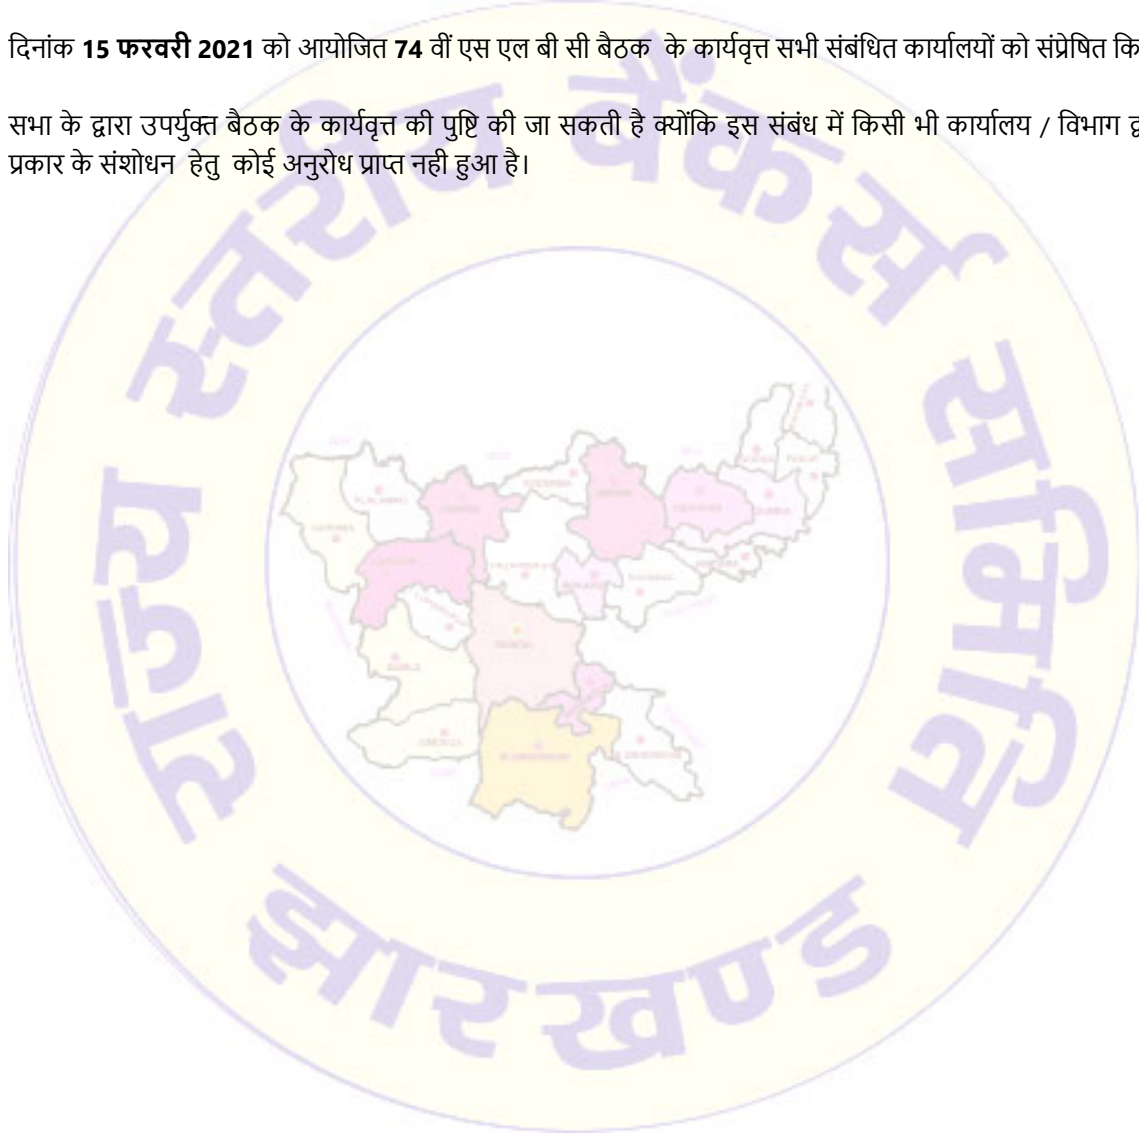 दिनांक 15 फरवरी 2021 को आयोजित 74 वीं एस एल बी सी बैठक के कार्यवृत्त सभी संबंधित कार्यालयों को संप्रेषित कि
सभा के द्वारा उपर्युक्त बैठक के कार्यवृत्त की पुष्टि की जा सकती है क्योंकि इस संबंध में किसी भी कार्यालय / विभाग
प्रकार के संशोधन हेतु कोई अनुरोध प्राप्त नही हुआ है।
राज्य स्तरीय बैंकर्स समिति
झारखण्ड